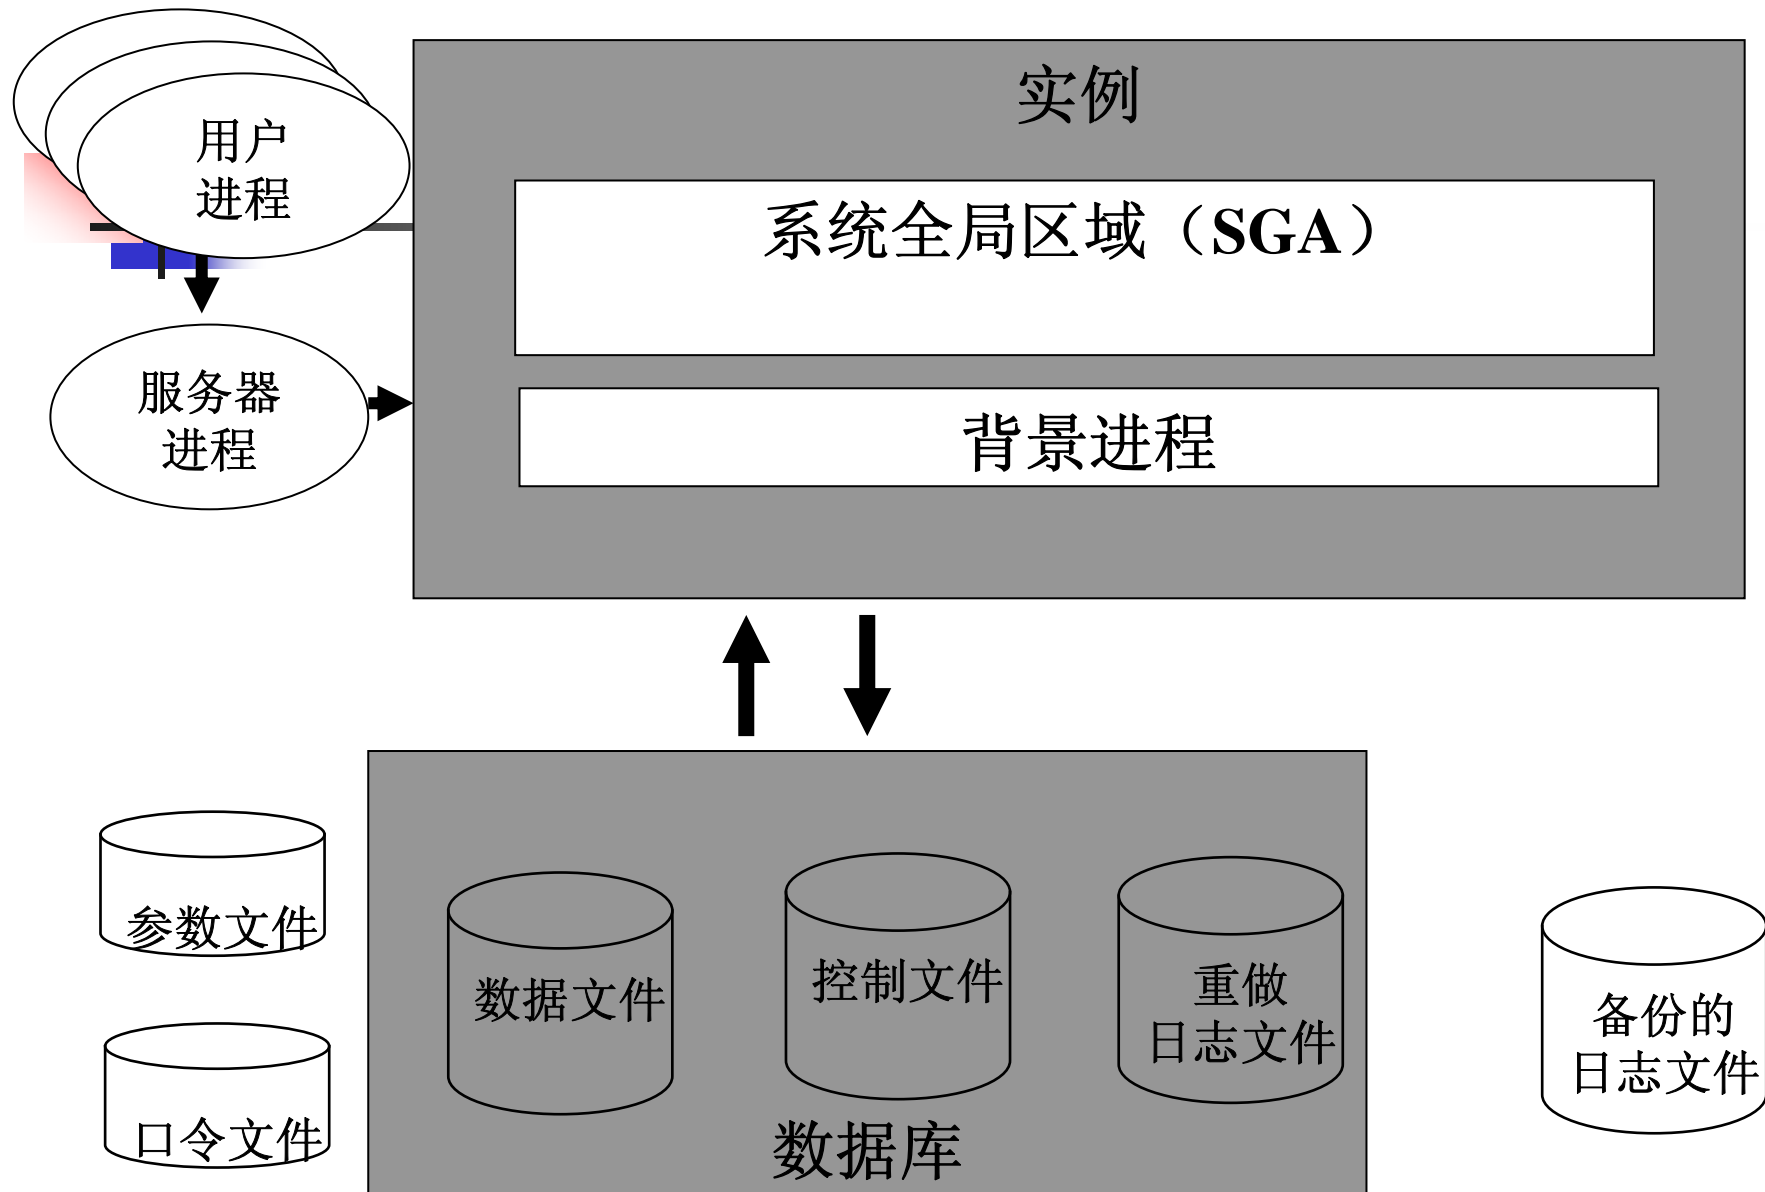 实例
用户
进程
系统全局区域（SGA）
服务器
进程
背景进程
参数文件
数据文件
控制文件
重做
日志文件
备份的
日志文件
口令文件
数据库